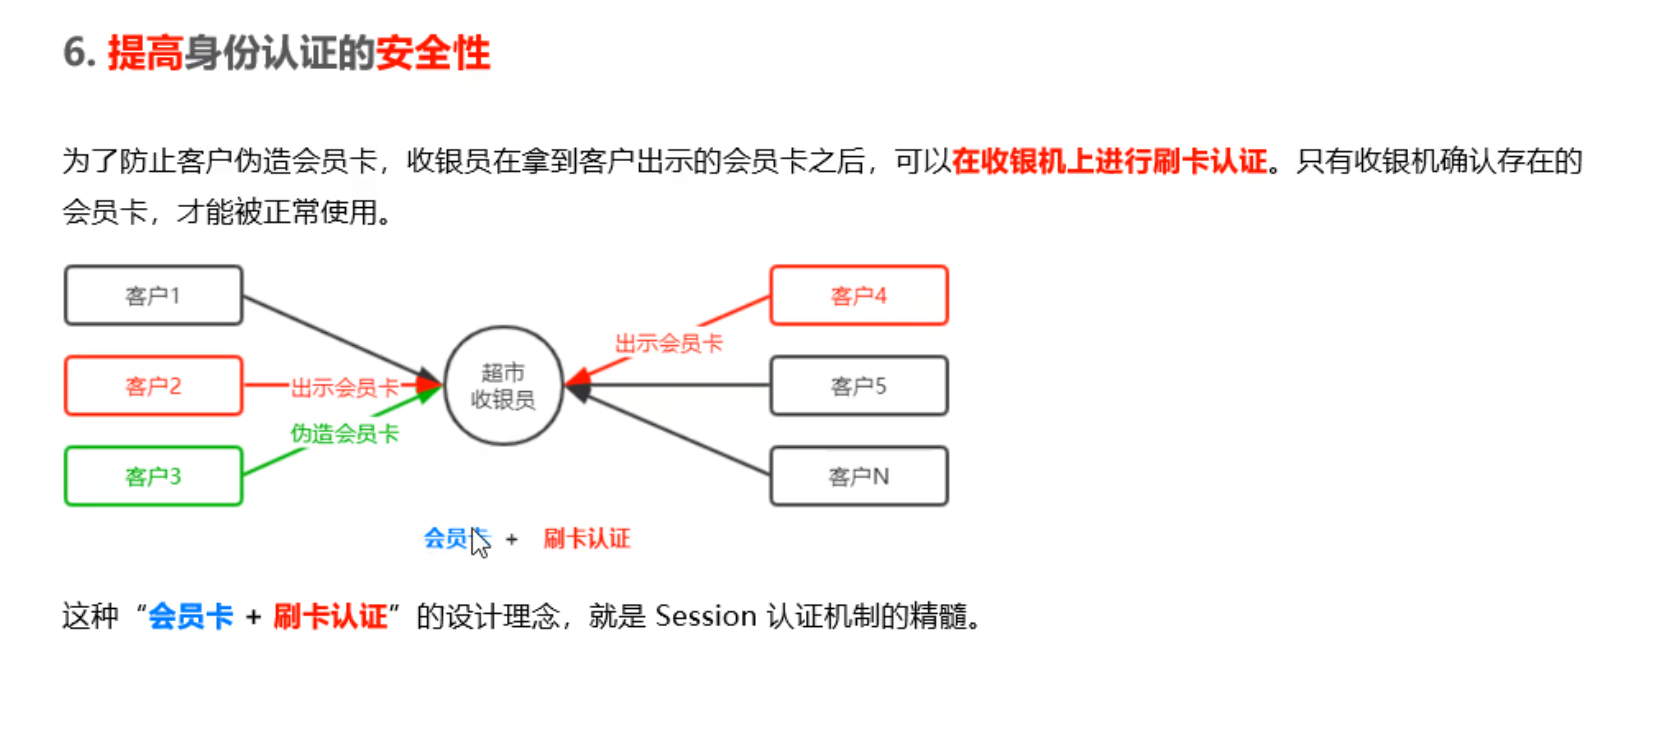 6. 提高身份认证的安全性
为了防止客户伪造会员卡，收银员在拿到客户出示的会员卡之后，可以在收银机上进行刷卡认证。只有收银机确认存在的
会员卡，才能被正常使用。
客户1
客户2
客户3
出示会员卡
伪造会员卡
超市
收银员
出示会员卡
客户4
客户5
客户N
会员卡 + 刷卡认证
这种“会员卡 + 刷卡认证”的设计理念，就是 Session 认证机制的精髓。